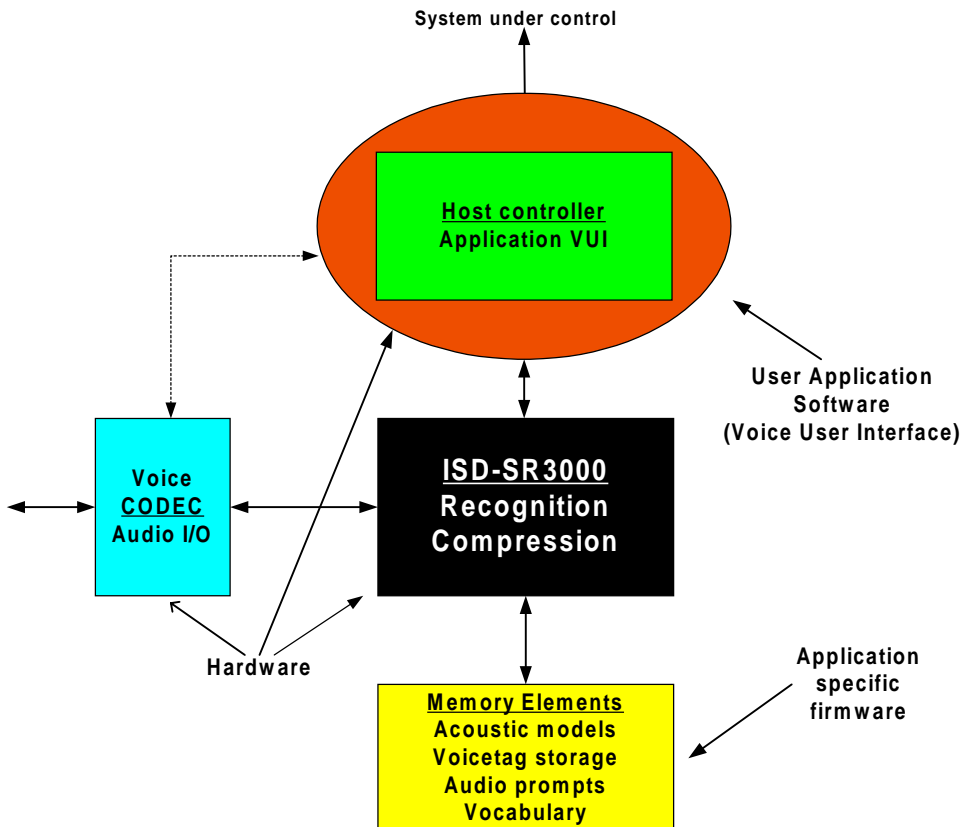 System under control
Host controller
Application VUI
User Application
Software
(Voice User Interface)
Voice
CODEC
Audio I/O
ISD-SR3000
Recognition
Compression
Hardware
Application
specific
firmware
Memory Elements
Acoustic models
Voicetag storage
Audio prompts
Vocabulary